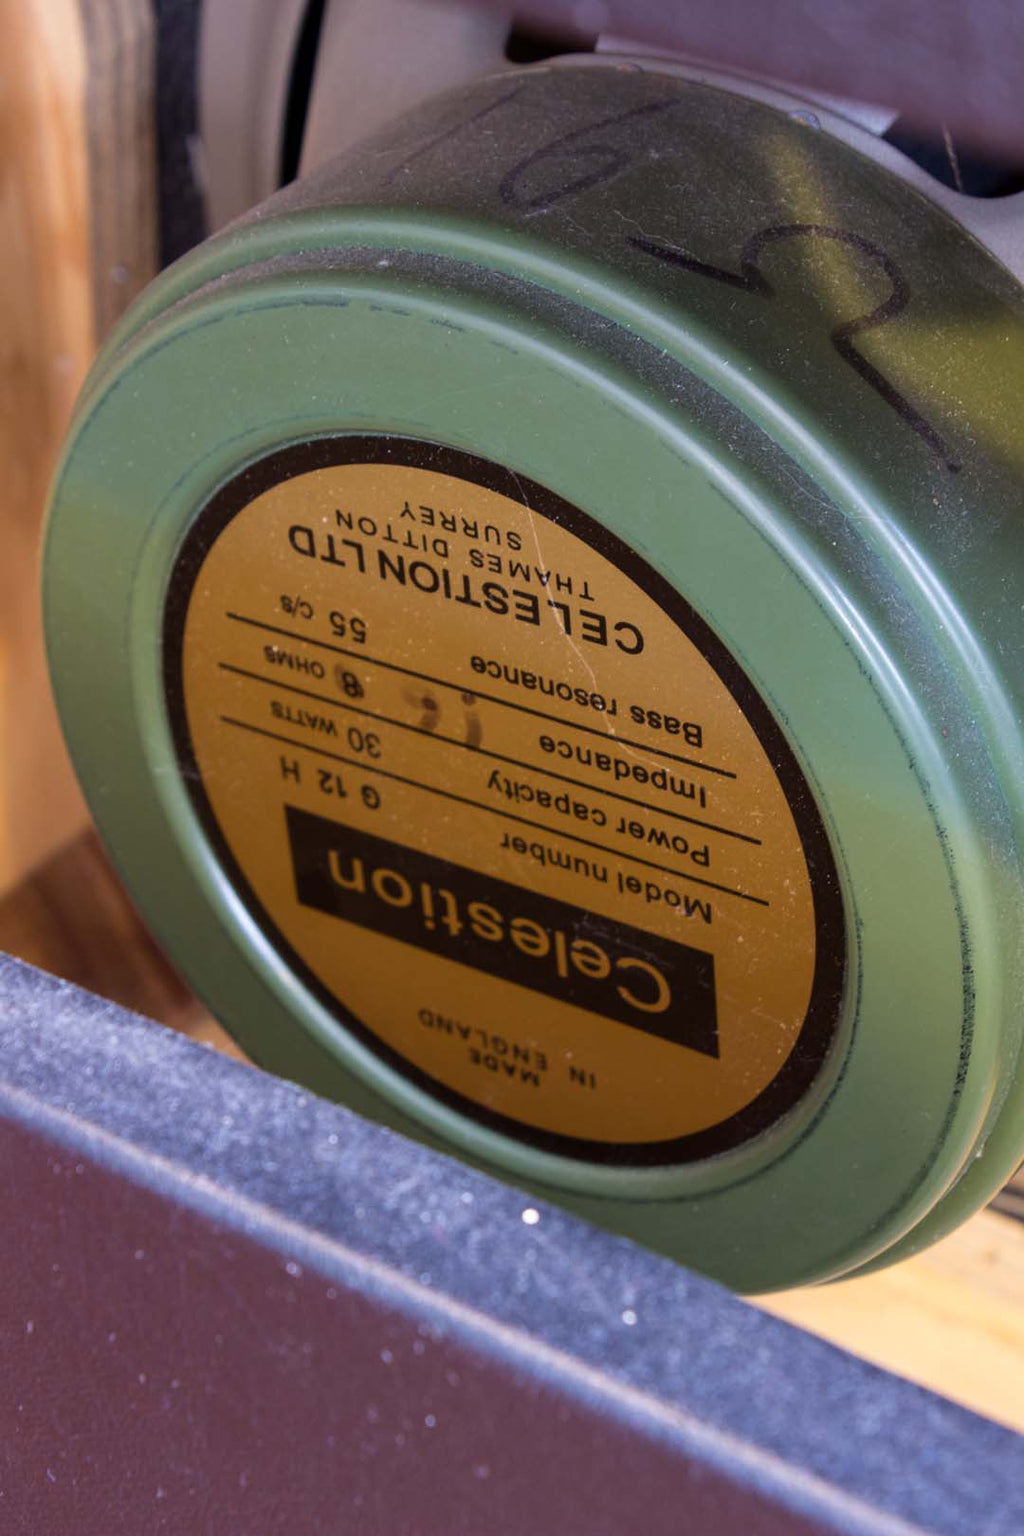 MADE
IN ENGLAND
Celestion
Model number G 12 H
Power capacity 30 WATTS
Impedance 8 OHMS
Bass resonance 55 c/s
CELESTION LTD
THAMES DITTON
SURREY